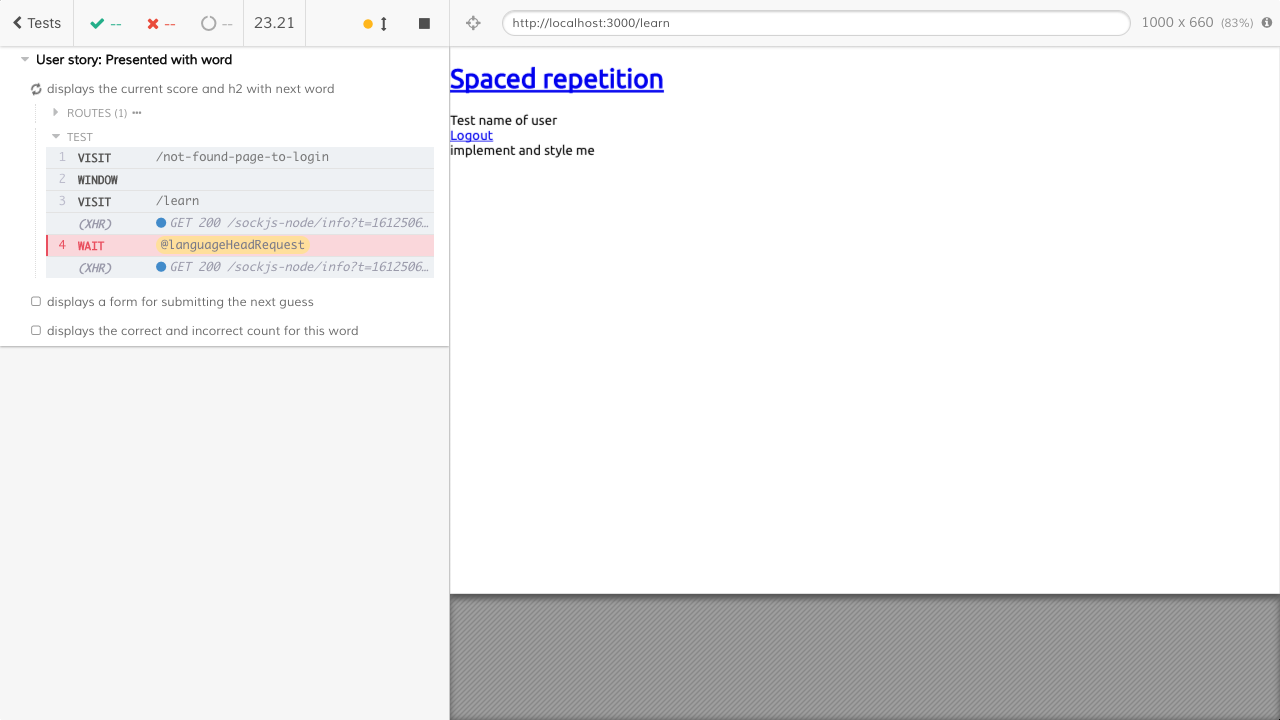 Tests
--
--
--
23.21
http://localhost:3000/learn
1000 x 660 (83%)
User story: Presented with word
displays the current score and h2 with next word
ROUTES (1)
TEST
1 VISIT /not-found-page-to-login
2 WINDOW
3 VISIT /learn
(XHR) GET 200 /sockjs-node/info?t=1612506…
4 WAIT @languageHeadRequest
(XHR) GET 200 /sockjs-node/info?t=1612506…
displays a form for submitting the next guess
displays the correct and incorrect count for this word
Spaced repetition
Test name of user
Logout
implement and style me